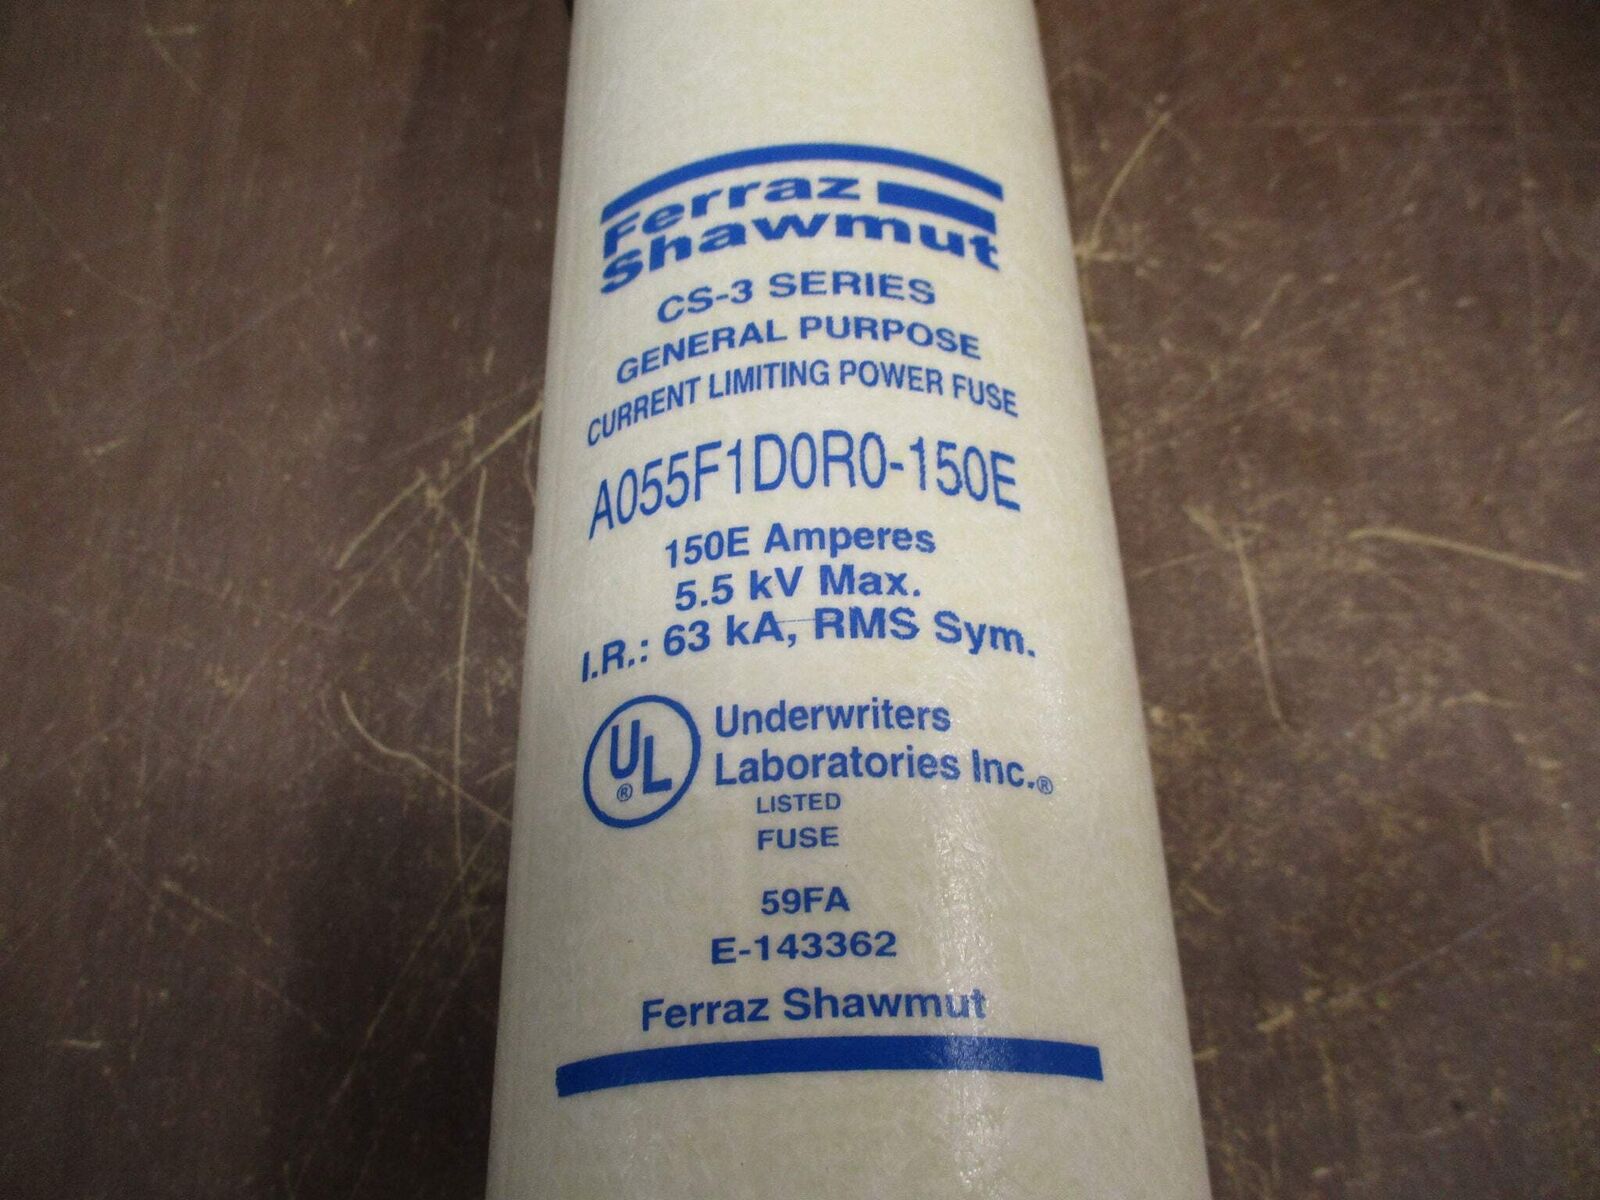 Ferraz
Shawmut
CS-3 SERIES
GENERAL PURPOSE
CURRENT LIMITING POWER FUSE
A055F1D0R0-150E
150E Amperes
5.5 kV Max.
I.R.: 63 kA, RMS Sym.
UL ®
Underwriters
Laboratories Inc.®
LISTED
FUSE
59FA
E-143362
Ferraz Shawmut